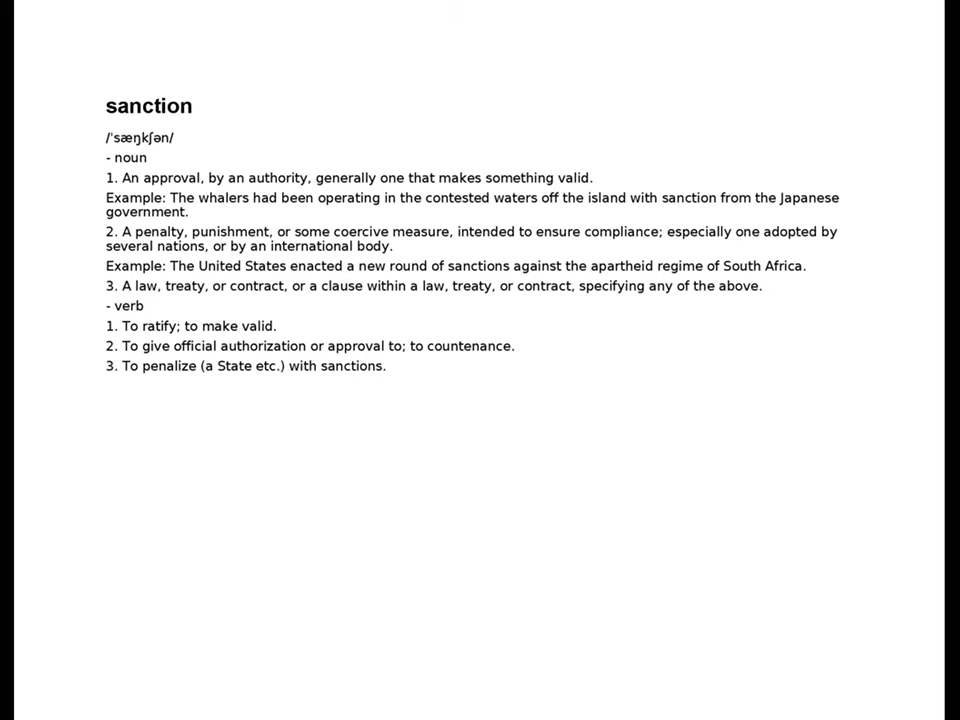 sanction
/ˈsæŋkʃən/
- noun
1. An approval, by an authority, generally one that makes something valid.
Example: The whalers had been operating in the contested waters off the island with sanction from the Japanese
government.
2. A penalty, punishment, or some coercive measure, intended to ensure compliance; especially one adopted by
several nations, or by an international body.
Example: The United States enacted a new round of sanctions against the apartheid regime of South Africa.
3. A law, treaty, or contract, or a clause within a law, treaty, or contract, specifying any of the above.
- verb
1. To ratify; to make valid.
2. To give official authorization or approval to; to countenance.
3. To penalize (a State etc.) with sanctions.